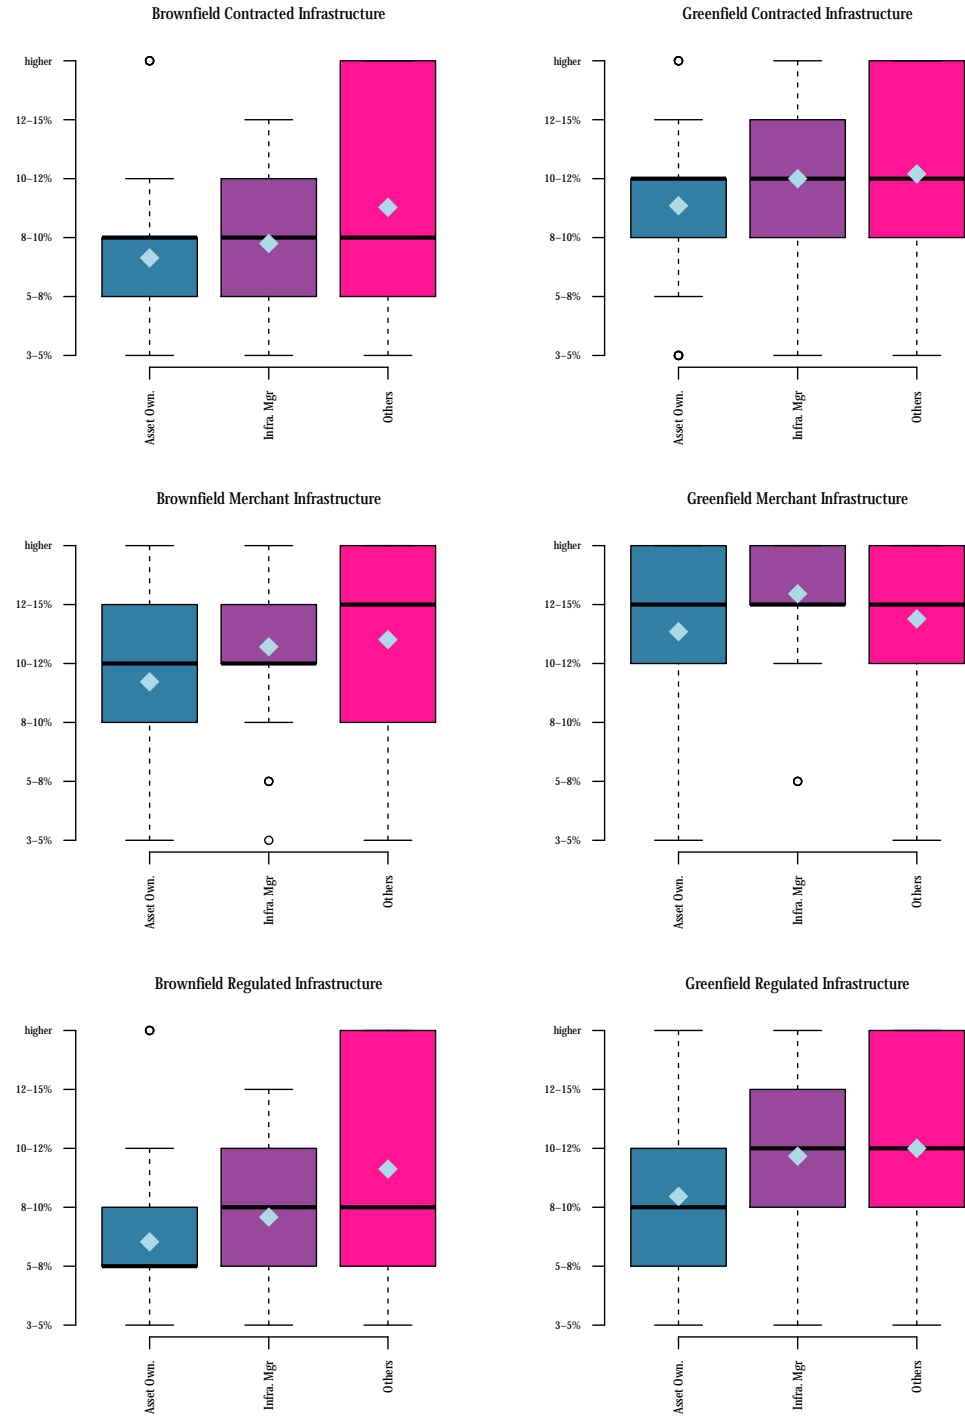 Brownfield Contracted Infrastructure
higher
12–15%
10–12%
8–10%
5–8%
3–5%
Asset Own.
Infra. Mgr
Others
Greenfield Contracted Infrastructure
higher
12–15%
10–12%
8–10%
5–8%
3–5%
Asset Own.
Infra. Mgr
Others
Brownfield Merchant Infrastructure
higher
12–15%
10–12%
8–10%
5–8%
3–5%
Asset Own.
Infra. Mgr
Others
Greenfield Merchant Infrastructure
higher
12–15%
10–12%
8–10%
5–8%
3–5%
Asset Own.
Infra. Mgr
Others
Brownfield Regulated Infrastructure
higher
12–15%
10–12%
8–10%
5–8%
3–5%
Asset Own.
Infra. Mgr
Others
Greenfield Regulated Infrastructure
higher
12–15%
10–12%
8–10%
5–8%
3–5%
Asset Own.
Infra. Mgr
Others